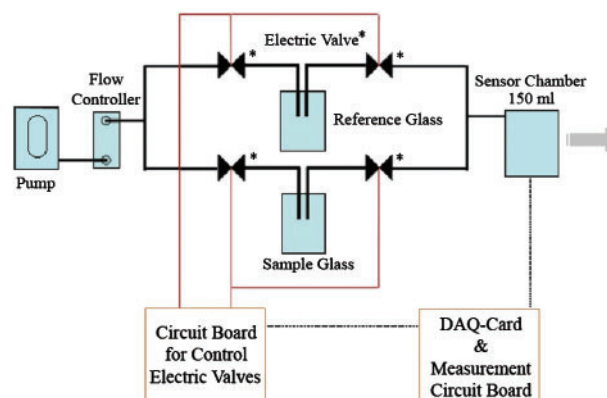 Electric Valve*
*
*
Flow
Controller
Sensor Chamber
150 ml
Reference Glass
Pump
*
*
Sample Glass
Circuit Board
for Control
Electric Valves
DAQ-Card
&
Measurement
Circuit Board